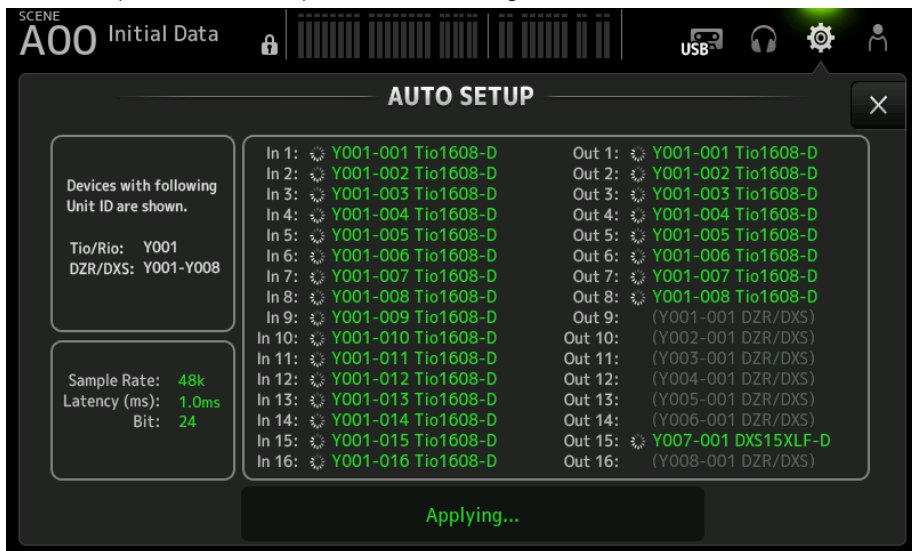 SCENE
A00 Initial Data
USB
AUTO SETUP
Devices with following
Unit ID are shown.
Tio/Rio: Y001
DZR/DXS: Y001-Y008
Sample Rate: 48k
Latency (ms): 1.0ms
Bit: 24
In 1: Y001-001 Tio1608-D
In 2: Y001-002 Tio1608-D
In 3: Y001-003 Tio1608-D
In 4: Y001-004 Tio1608-D
In 5: Y001-005 Tio1608-D
In 6: Y001-006 Tio1608-D
In 7: Y001-007 Tio1608-D
In 8: Y001-008 Tio1608-D
In 9: Y001-009 Tio1608-D
In 10: Y001-010 Tio1608-D
In 11: Y001-011 Tio1608-D
In 12: Y001-012 Tio1608-D
In 13: Y001-013 Tio1608-D
In 14: Y001-014 Tio1608-D
In 15: Y001-015 Tio1608-D
In 16: Y001-016 Tio1608-D
Out 1: Y001-001 Tio1608-D
Out 2: Y001-002 Tio1608-D
Out 3: Y001-003 Tio1608-D
Out 4: Y001-004 Tio1608-D
Out 5: Y001-005 Tio1608-D
Out 6: Y001-006 Tio1608-D
Out 7: Y001-007 Tio1608-D
Out 8: Y001-008 Tio1608-D
Out 9: (Y001-001 DZR/DXS)
Out 10: (Y002-001 DZR/DXS)
Out 11: (Y003-001 DZR/DXS)
Out 12: (Y004-001 DZR/DXS)
Out 13: (Y005-001 DZR/DXS)
Out 14: (Y006-001 DZR/DXS)
Out 15: Y007-001 DXS15XLF-D
Out 16: (Y008-001 DZR/DXS)
Applying...